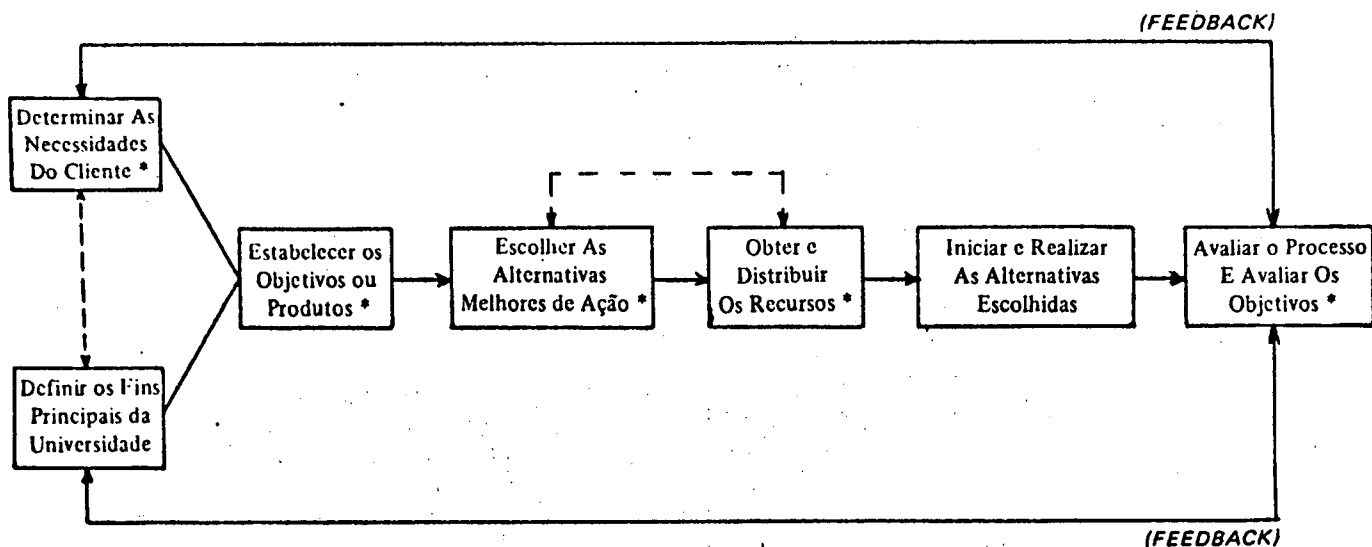 (FEEDBACK)
Determinar As
Necessidades
Do Cliente *
Definir os Fins
Principais da
Universidade
Estabelecer os
Objetivos ou
Produtos *
Escolher As
Alternativas
Melhores de Ação *
Obter e
Distribuir
Os Recursos *
Iniciar e Realizar
As Alternativas
Escolhidas
Avaliar o Processo
E Avaliar Os
Objetivos *
(FEEDBACK)